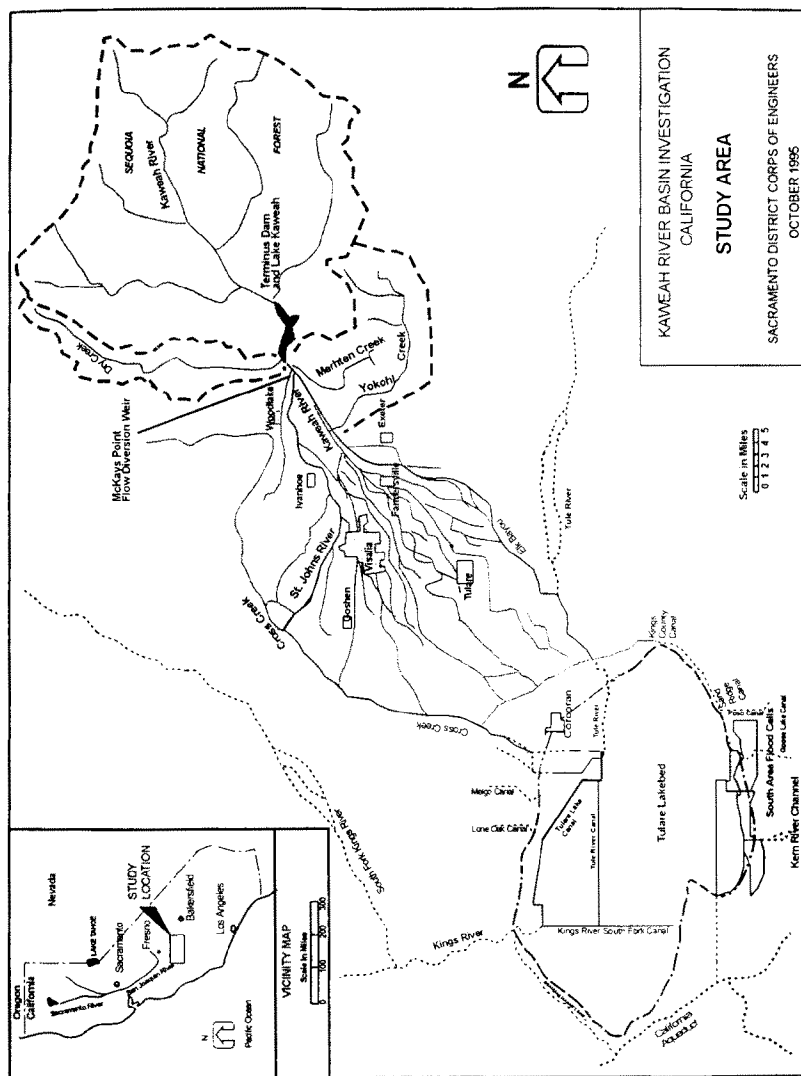 KAWEAH RIVER BASIN INVESTIGATION
CALIFORNIA
STUDY AREA
SACRAMENTO DISTRICT CORPS OF ENGINEERS
OCTOBER 1995
N
Scale in Miles
0 1 2 3 4 5
SEQUOIA
NATIONAL
FOREST
Kaweah River
Terminus Dam
and Lake Kaweah
Dry Creek
McKays Point
Flow Diversion Weir
Woodlake
Kaweah River
Merhten Creek
Yokohl
Creek
Exeter
Ivanhoe
Farmersville
St. Johns River
Visalia
Cross Creek
Goshen
Tulare
Elk Bayou
Tule River
Cross Creek
South Fork Kings River
Corcoran
Tule River
Kings
County
Canal
Sand
Ridge
Canal
Melgo Canal
Lone Oak Canal
Tulare Lake
Canal
Tule River Canal
Tulare Lakebed
South Area Flood Cells
Goose Lake Canal
Kern River Channel
Kings River
Kings River South Fork Canal
California
Aqueduct
Oregon
California
Nevada
LAKE TAHOE
Sacramento
Sacramento River
San Joaquin River
Fresno
STUDY
LOCATION
Bakersfield
Los Angeles
N
Pacific Ocean
VICINITY MAP
Scale in Miles
0 100 200 300